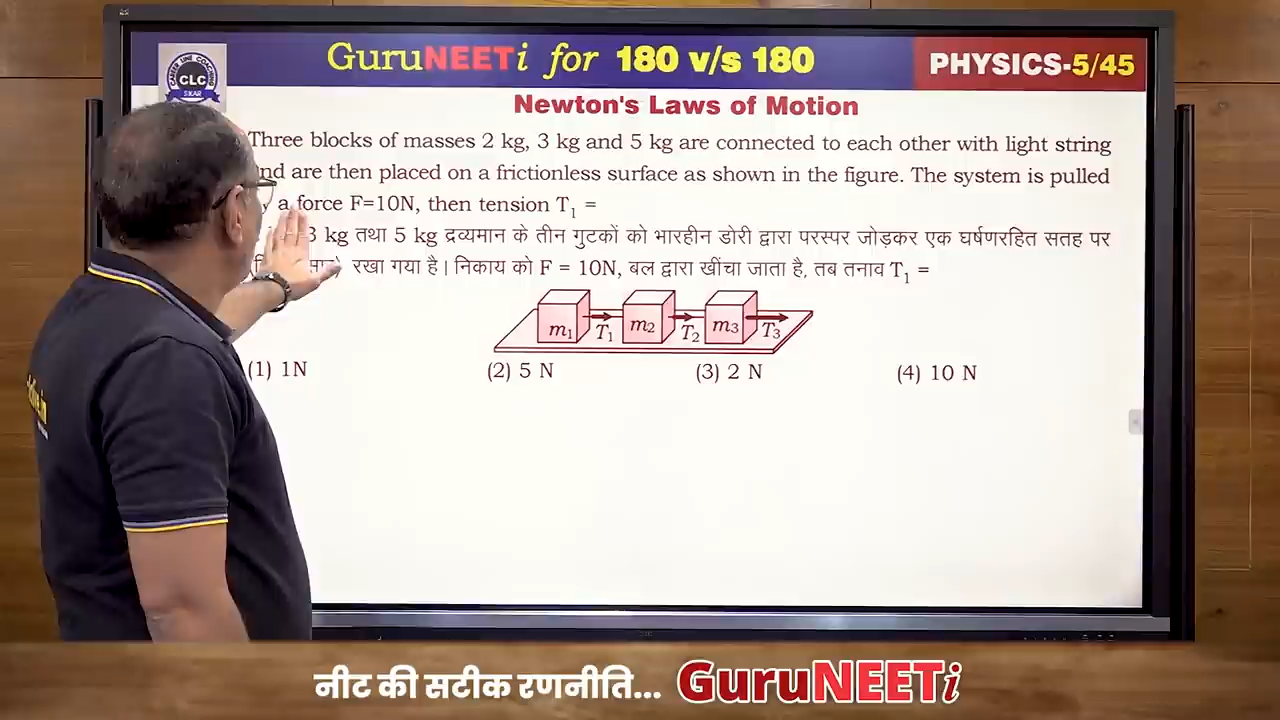 GuruNEETi for 180 v/s 180
PHYSICS-5/45
CLC
SIKAR
Newton's Laws of Motion
Three blocks of masses 2 kg, 3 kg and 5 kg are connected to each other with light string
are then placed on a frictionless surface as shown in the figure. The system is pulled
a force F=10N, then tension T₁ =
3 kg तथा 5 kg द्रव्यमान के तीन गुटकों को भारहीन डोरी द्वारा परस्पर जोड़कर एक घर्षणरहित सतह पर
रखा गया है। निकाय को F = 10N, बल द्वारा खींचा जाता है, तब तनाव T₁ =
m₁ T₁ m₂ T₂ m₃ T₃
(1) 1N (2) 5 N (3) 2 N (4) 10 N
नीट की सटीक रणनीति... GuruNEETi